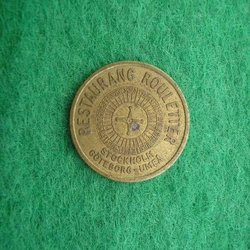 RESTAURANG ROULETTER
STOCKHOLM
GÖTEBORG - UMEÅ